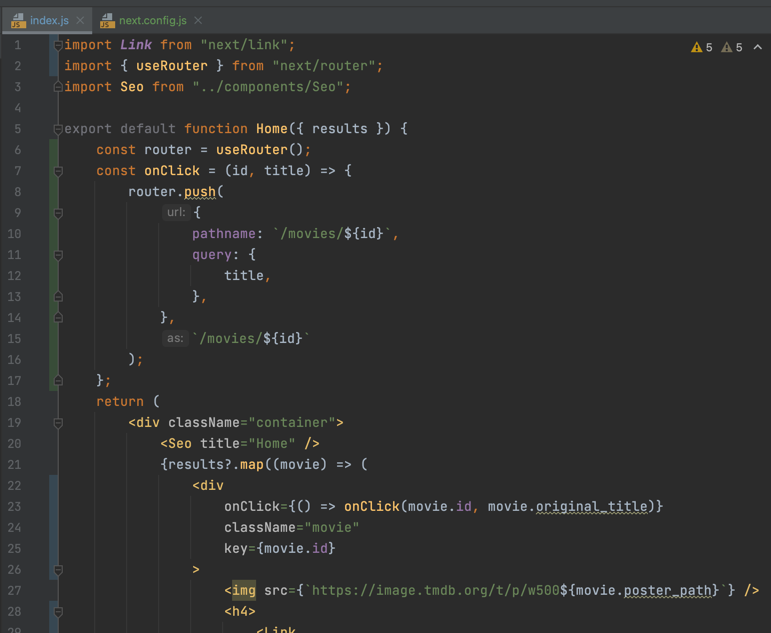 index.js
next.config.js
5 5
1 import Link from "next/link";
2 import { useRouter } from "next/router";
3 import Seo from "../components/Seo";
4
5 export default function Home({ results }) {
6     const router = useRouter();
7     const onClick = (id, title) => {
8         router.push(
9             url: {
10                 pathname: `/movies/${id}`,
11                 query: {
12                     title,
13                 },
14             },
15             as: `/movies/${id}`
16         );
17     };
18     return (
19         <div className="container">
20             <Seo title="Home" />
21             {results?.map((movie) => (
22                 <div
23                     onClick={() => onClick(movie.id, movie.original_title)}
24                     className="movie"
25                     key={movie.id}
26                 >
27                     <img src={`https://image.tmdb.org/t/p/w500${movie.poster_path}`} />
28                     <h4>
29                         <Link